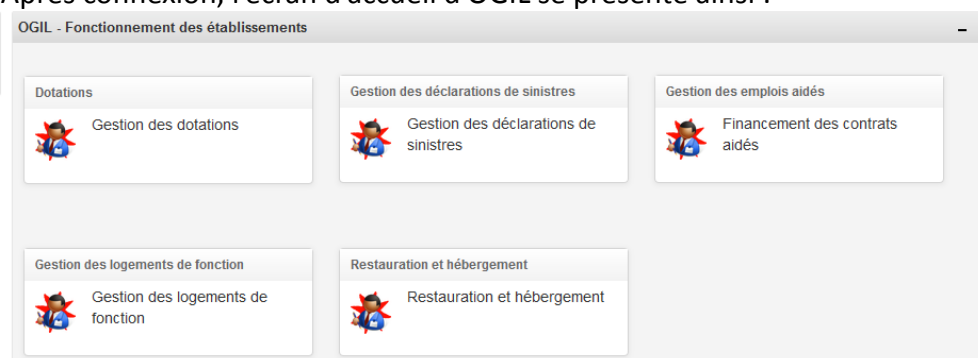 Après connexion, l'écran d'accueil d'OGIL se présente ainsi :
OGIL - Fonctionnement des établissements
Dotations
Gestion des dotations
Gestion des déclarations de sinistres
Gestion des déclarations de
sinistres
Gestion des emplois aidés
Financement des contrats
aidés
Gestion des logements de fonction
Gestion des logements de
fonction
Restauration et hébergement
Restauration et hébergement